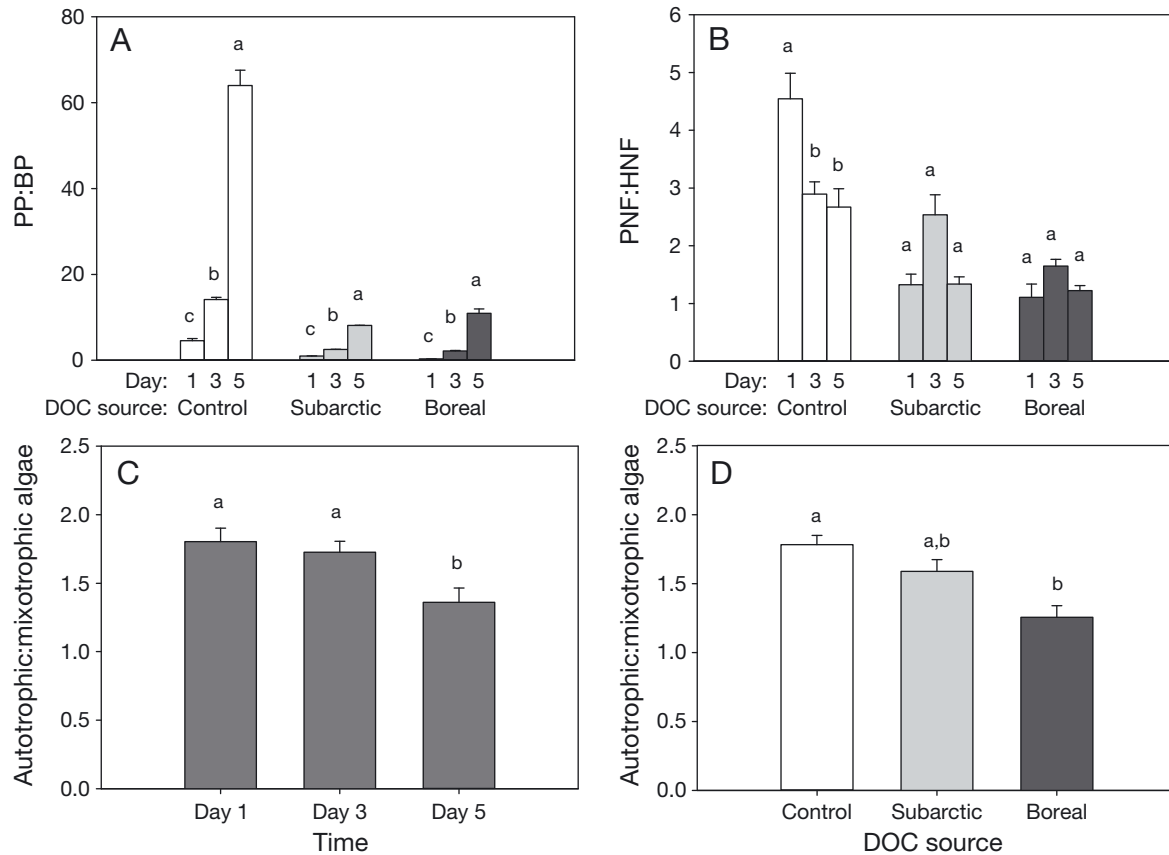 A
PP:BP
80
60
40
20
0
c
b
a
c
b
a
c
b
a
Day: 1 3 5 1 3 5 1 3 5
DOC source: Control Subarctic Boreal
B
PNF:HNF
6
5
4
3
2
1
0
a
b
b
a
a
a
a
a
a
1 3 5 1 3 5 1 3 5
Day:
DOC source: Control Subarctic Boreal
C
Autotrophic:mixotrophic algae
2.5
2.0
1.5
1.0
0.5
0.0
a
a
b
Day 1 Day 3 Day 5
Time
D
Autotrophic:mixotrophic algae
2.5
2.0
1.5
1.0
0.5
0.0
a
a,b
b
Control Subarctic Boreal
DOC source